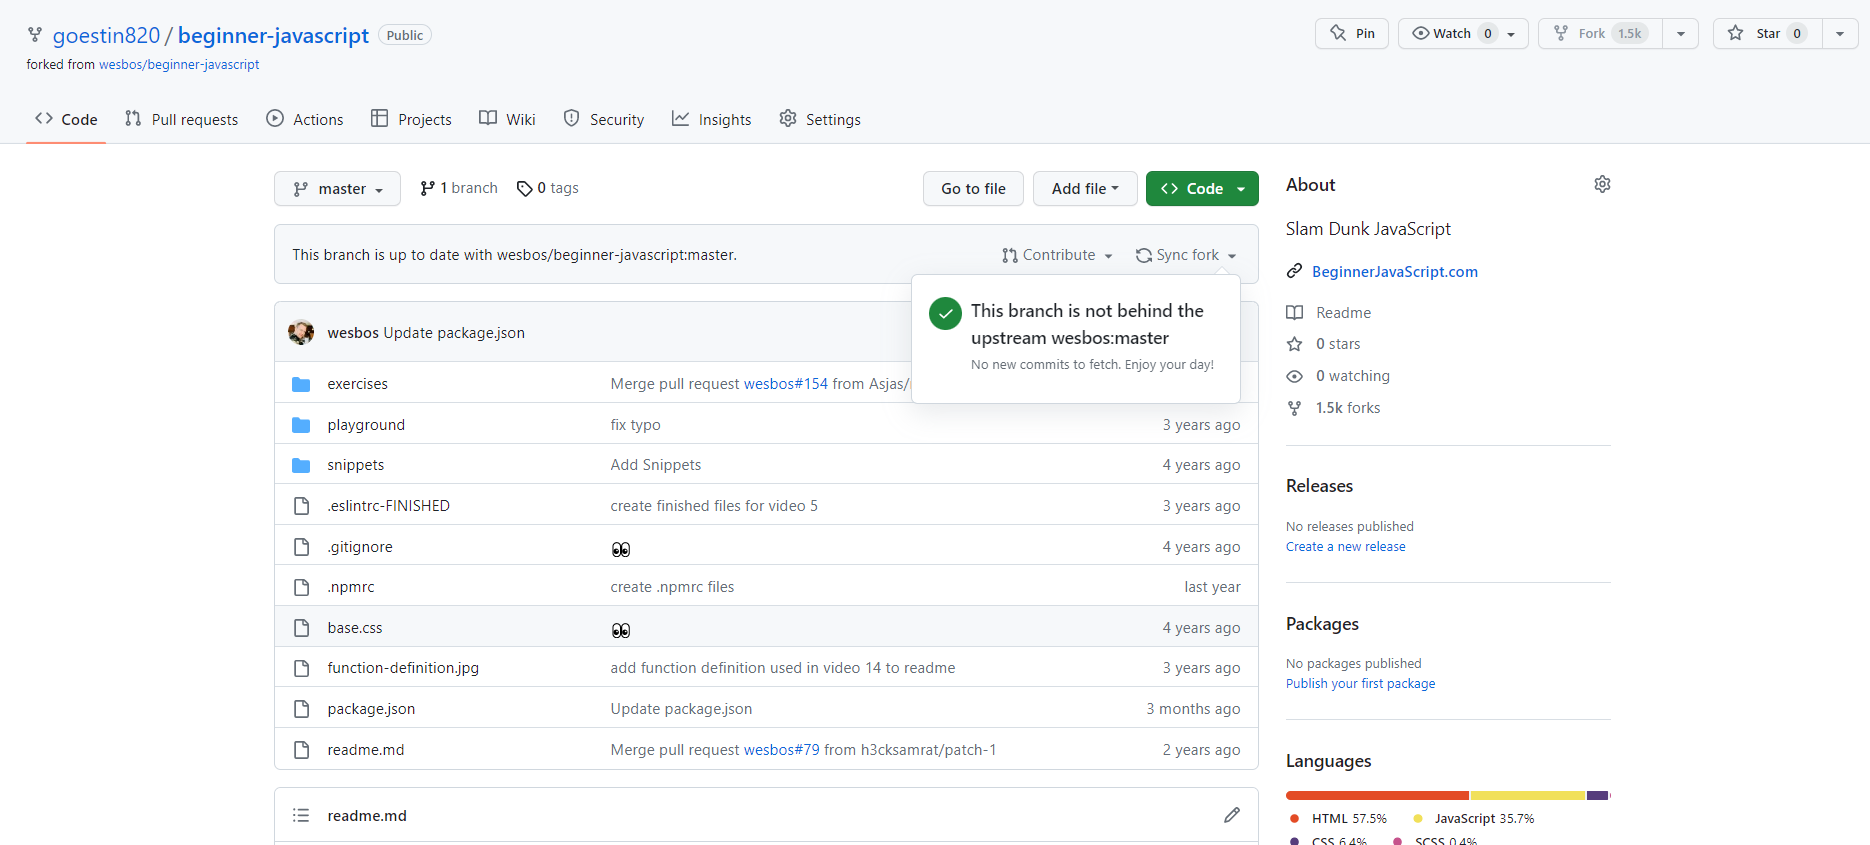 goestin820 / beginner-javascript Public
Pin Watch 0 Fork 1.5k Star 0
forked from wesbos/beginner-javascript
Code Pull requests Actions Projects Wiki Security Insights Settings
master 1 branch 0 tags Go to file Add file Code
This branch is up to date with wesbos/beginner-javascript:master. Contribute Sync fork
This branch is not behind the
upstream wesbos:master
No new commits to fetch. Enjoy your day!
wesbos Update package.json
exercises Merge pull request wesbos#154 from Asjas/
playground fix typo 3 years ago
snippets Add Snippets 4 years ago
.eslintrc-FINISHED create finished files for video 5 3 years ago
.gitignore 👀 4 years ago
.npmrc create .npmrc files last year
base.css 👀 4 years ago
function-definition.jpg add function definition used in video 14 to readme 3 years ago
package.json Update package.json 3 months ago
readme.md Merge pull request wesbos#79 from h3cksamrat/patch-1 2 years ago
readme.md
About
Slam Dunk JavaScript
BeginnerJavaScript.com
Readme
0 stars
0 watching
1.5k forks
Releases
No releases published
Create a new release
Packages
No packages published
Publish your first package
Languages
HTML 57.5% JavaScript 35.7%
CSS 6.4% SCSS 0.4%